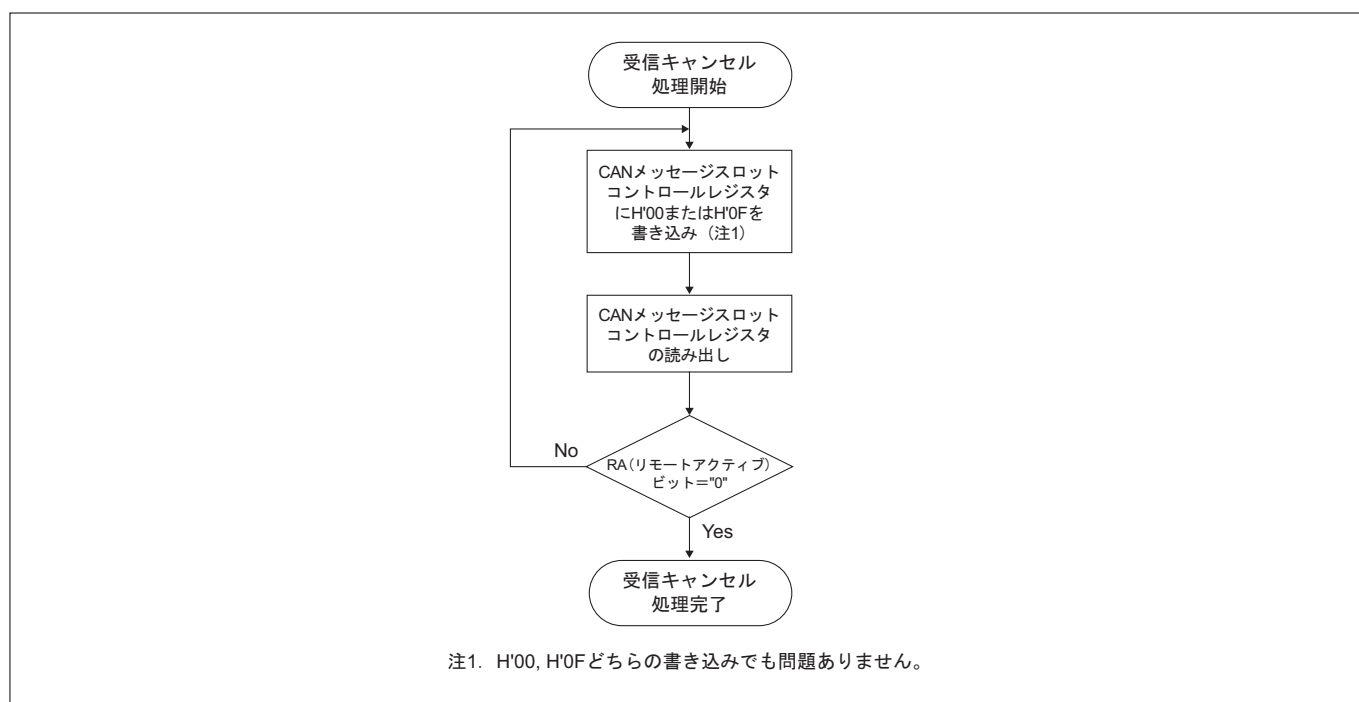 受信キャンセル
処理開始
CANメッセージスロット
コントロールレジスタ
にH'00またはH'0Fを
書き込み（注1）
CANメッセージスロット
コントロールレジスタ
の読み出し
No
RA(リモートアクティブ)
ビット＝"0"
Yes
受信キャンセル
処理完了
注1. H'00, H'0Fどちらの書き込みでも問題ありません。